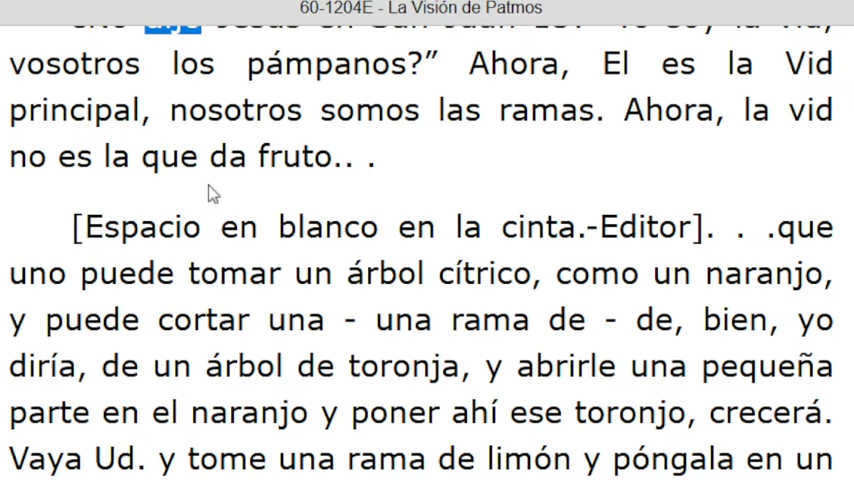 60-1204E - La Visión de Patmos
vosotros los pámpanos?” Ahora, El es la Vid
principal, nosotros somos las ramas. Ahora, la vid
no es la que da fruto.. .
[Espacio en blanco en la cinta.-Editor]. . .que
uno puede tomar un árbol cítrico, como un naranjo,
y puede cortar una - una rama de - de, bien, yo
diría, de un árbol de toronja, y abrirle una pequeña
parte en el naranjo y poner ahí ese toronjo, crecerá.
Vaya Ud. y tome una rama de limón y póngala en un